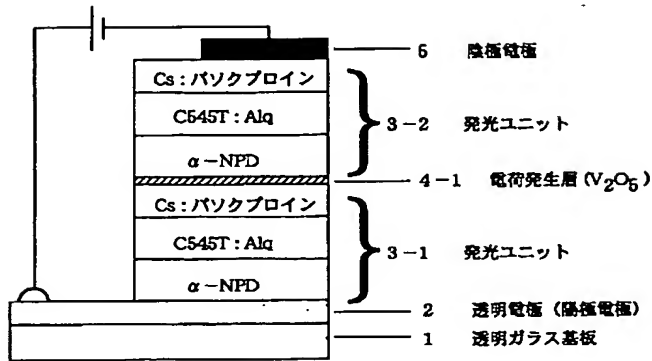 5 陰極電極
Cs:バソクプロイン
C545T:Alq
3-2 発光ユニット
α-NPD
4-1 電荷発生層(V₂O₅)
Cs:バソクプロイン
C545T:Alq
3-1 発光ユニット
α-NPD
2 透明電極(陽極電極)
1 透明ガラス基板